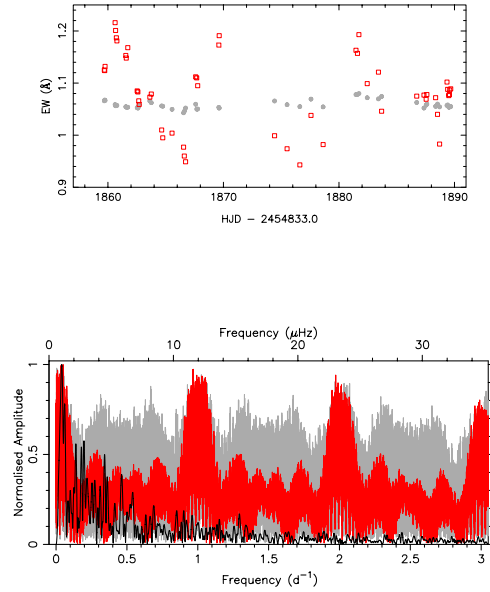 EW (Å)
1.2
1.1
1
0.9
1860 1870 1880 1890
HJD − 2454833.0
Frequency (μHz)
0 10 20 30
Normalised Amplitude
1
0.5
0
0 0.5 1 1.5 2 2.5 3
Frequency (d⁻¹)